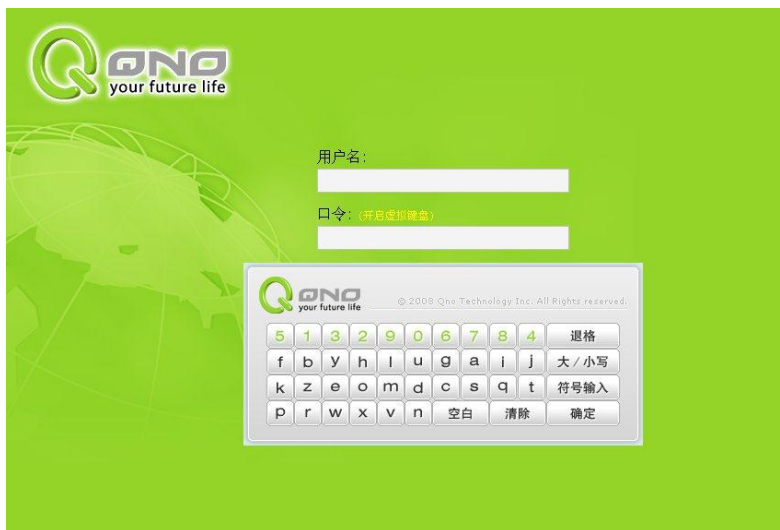 QNO
your future life
用户名:
口令: (开启虚拟键盘)
QNO
your future life
© 2008 Qno Technology Inc. All Rights reserved.
5 1 3 2 9 0 6 7 8 4 退格
f b y h l u g a i j 大/小写
k z e o m d c s q t 符号输入
p r w x v n 空白 清除 确定